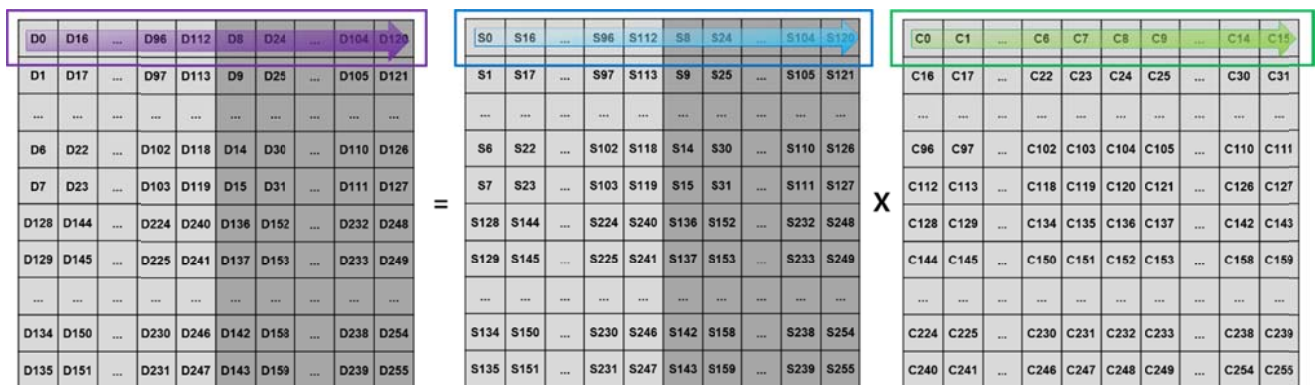 D0 D16 ... D96 D112 D8 D24 ... D104 D120 S0 S16 ... S96 S112 S8 S24 ... S104 S120 C0 C1 ... C6 C7 C8 C9 ... C14 C15
D1 D17 ... D97 D113 D9 D25 ... D105 D121 S1 S17 ... S97 S113 S9 S25 ... S105 S121 C16 C17 ... C22 C23 C24 C25 ... C30 C31
... ... ... ... ... ... ... ... ... ... ... ... ... ... ... ... ... ... ... ... ... ... ... ... ... ... ... ... ... ...
D6 D22 ... D102 D118 D14 D30 ... D110 D126 S6 S22 ... S102 S118 S14 S30 ... S110 S126 C96 C97 ... C102 C103 C104 C105 ... C110 C111
D7 D23 ... D103 D119 D15 D31 ... D111 D127 S7 S23 ... S103 S119 S15 S31 ... S111 S127 C112 C113 ... C118 C119 C120 C121 ... C126 C127
= X
D128 D144 ... D224 D240 D136 D152 ... D232 D248 S128 S144 ... S224 S240 S136 S152 ... S232 S248 C128 C129 ... C134 C135 C136 C137 ... C142 C143
D129 D145 ... D225 D241 D137 D153 ... D233 D249 S129 S145 ... S225 S241 S137 S153 ... S233 S249 C144 C145 ... C150 C151 C152 C153 ... C158 C159
... ... ... ... ... ... ... ... ... ... ... ... ... ... ... ... ... ... ... ... ... ... ... ... ... ... ... ... ... ...
D134 D150 ... D230 D246 D142 D158 ... D238 D254 S134 S150 ... S230 S246 S142 S158 ... S238 S254 C224 C225 ... C230 C231 C232 C233 ... C238 C239
D135 D151 ... D231 D247 D143 D159 ... D239 D255 S135 S151 ... S231 S247 S143 S159 ... S239 S255 C240 C241 ... C246 C247 C248 C249 ... C254 C255